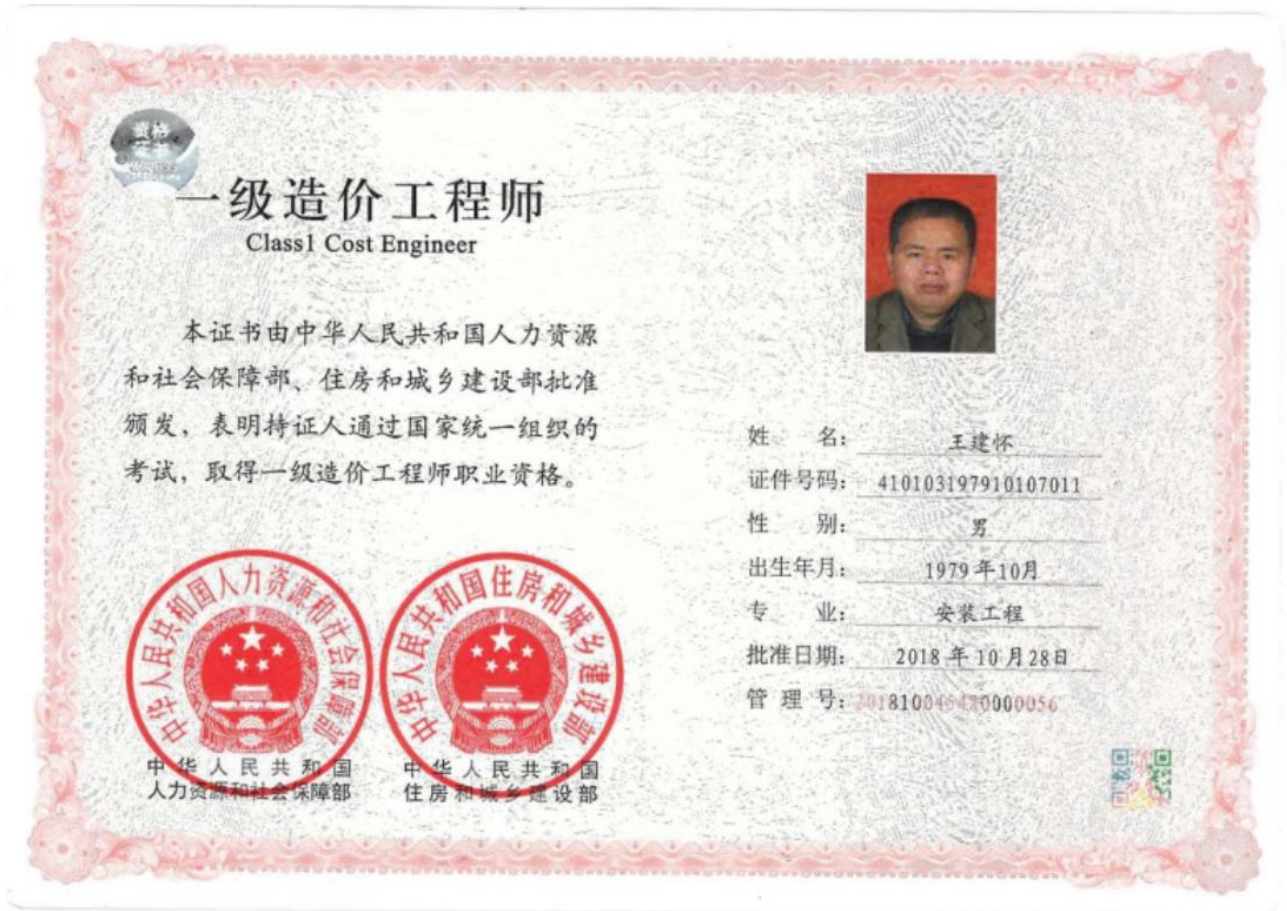 资格
一级造价工程师
Class1 Cost Engineer
本证书由中华人民共和国人力资源
和社会保障部、住房和城乡建设部批准
颁发，表明持证人通过国家统一组织的
考试，取得一级造价工程师职业资格。
姓 名：王建怀
证件号码：410103197910107011
性 别：男
出生年月：1979年10月
专 业：安装工程
批准日期：2018年10月28日
管 理 号：
中华人民共和国人力资源和社会保障部
中华人民共和国住房和城乡建设部
中华人民共和国
人力资源和社会保障部
中华人民共和国
住房和城乡建设部